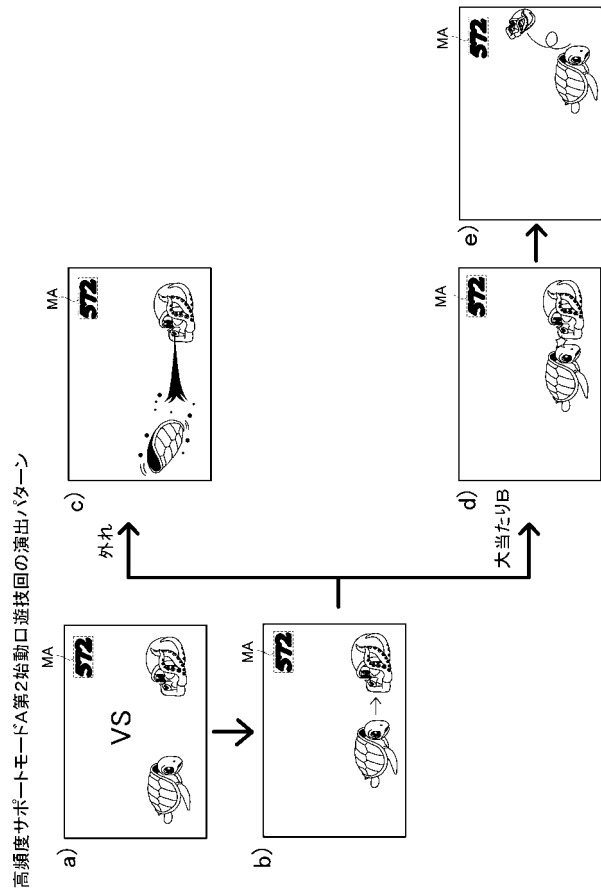 高頻度サポートモードA第2始動口遊技回の演出パターン
a)
MA
572
VS
b)
MA
572
外れ
c)
MA
572
大当たりB
d)
MA
572
e)
MA
572